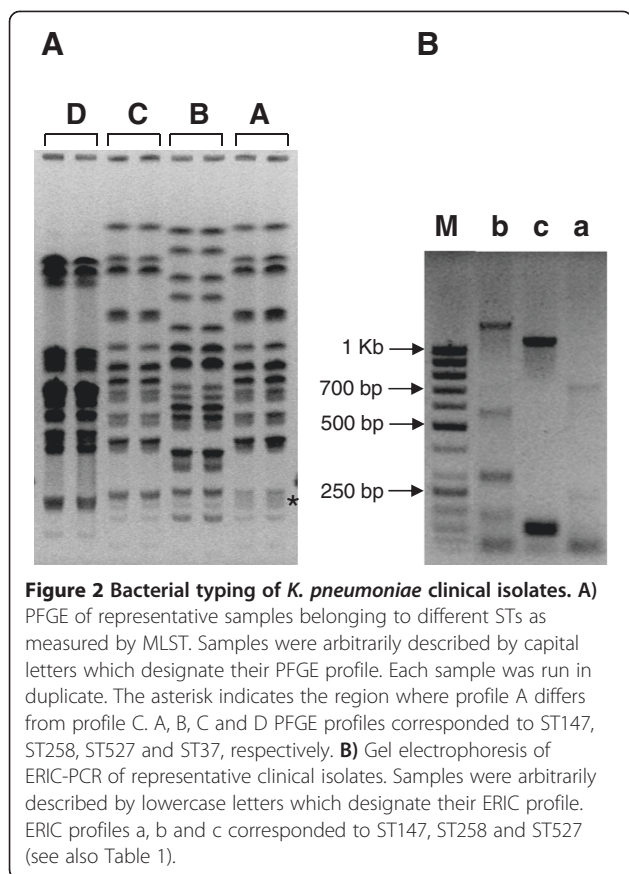 A
B
D C B A
M b c a
1 Kb
700 bp
500 bp
250 bp
*
Figure 2 Bacterial typing of K. pneumoniae clinical isolates. A)
PFGE of representative samples belonging to different STs as
measured by MLST. Samples were arbitrarily described by capital
letters which designate their PFGE profile. Each sample was run in
duplicate. The asterisk indicates the region where profile A differs
from profile C. A, B, C and D PFGE profiles corresponded to ST147,
ST258, ST527 and ST37, respectively. B) Gel electrophoresis of
ERIC-PCR of representative clinical isolates. Samples were arbitrarily
described by lowercase letters which designate their ERIC profile.
ERIC profiles a, b and c corresponded to ST147, ST258 and ST527
(see also Table 1).